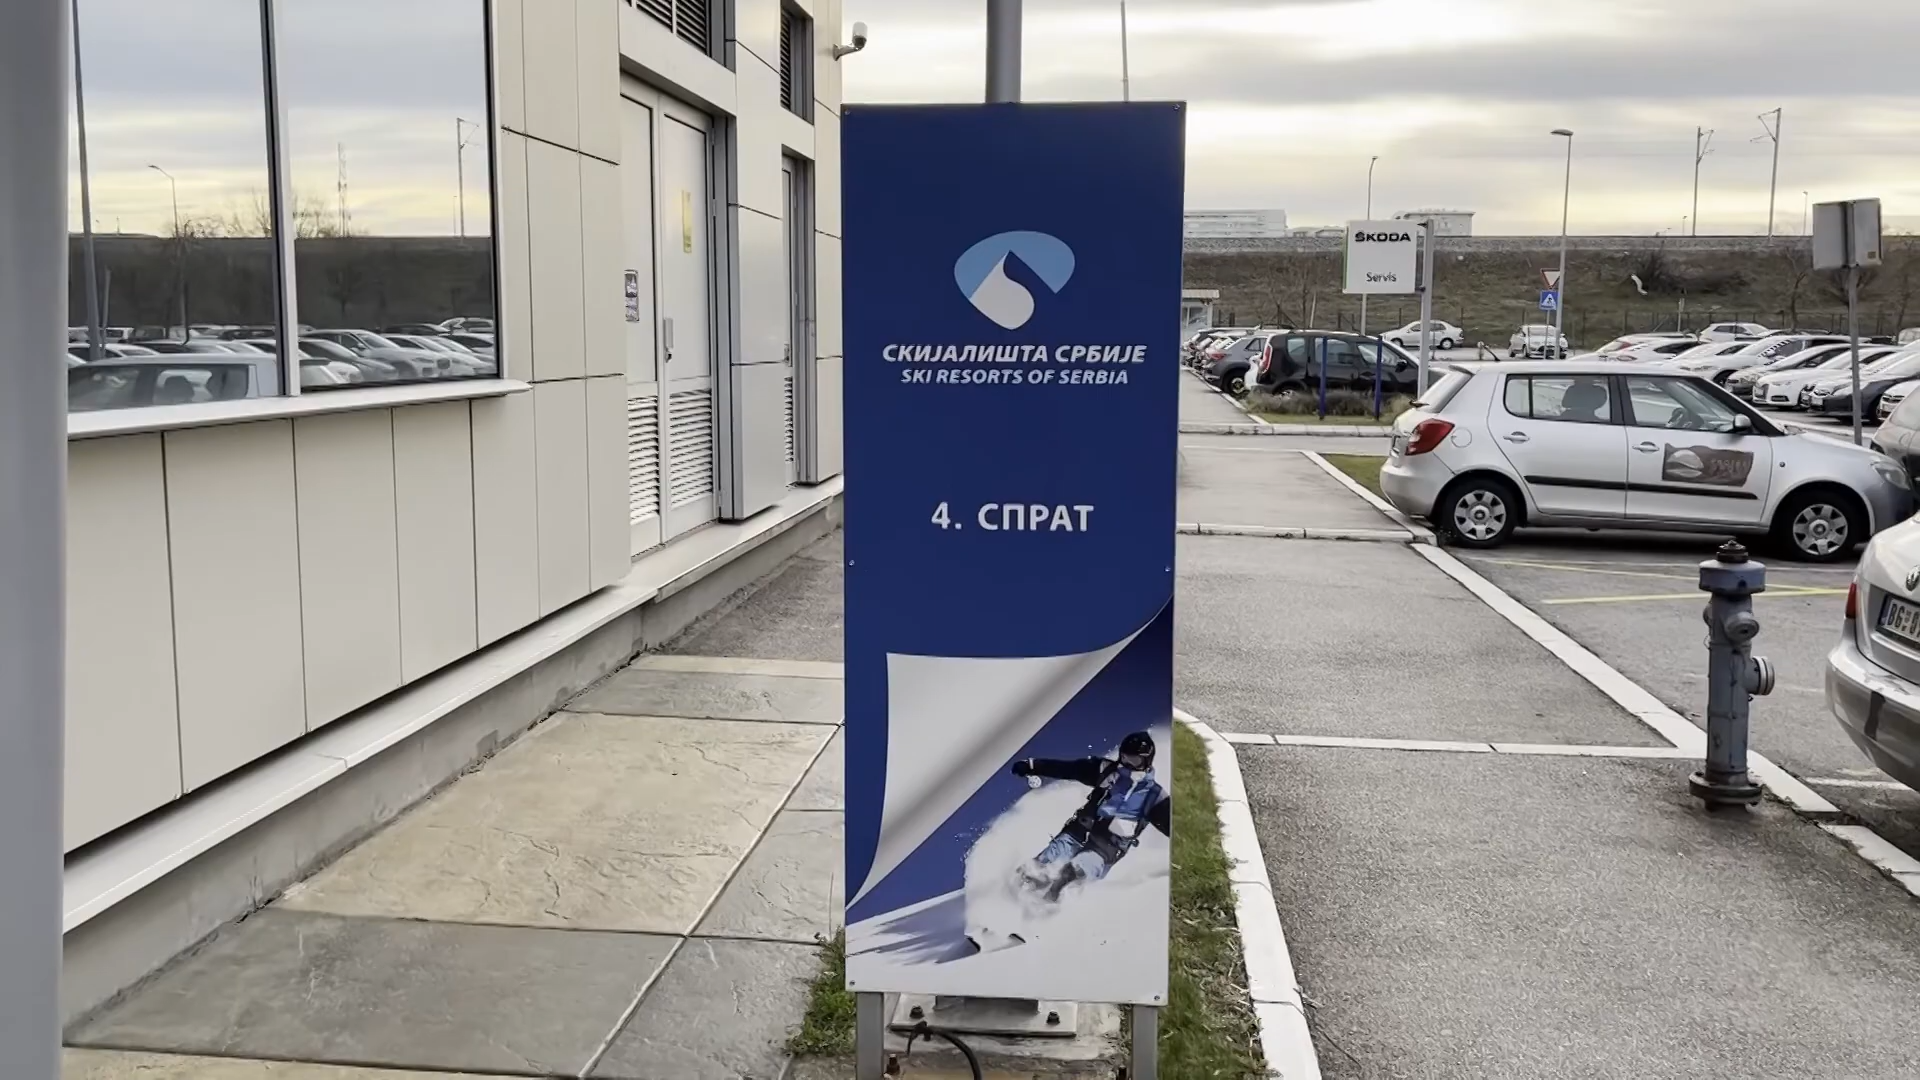 СКИЈАЛИШТА СРБИЈЕ
SKI RESORTS OF SERBIA
4. СПРАТ
ŠKODA
Servis